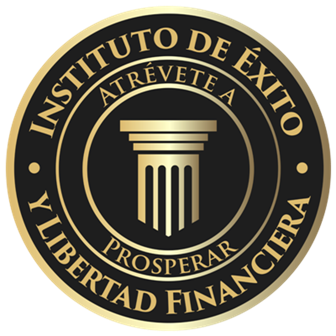 INSTITUTO DE ÉXITO
ATRÉVETE A
PROSPERAR
Y LIBERTAD FINANCIERA